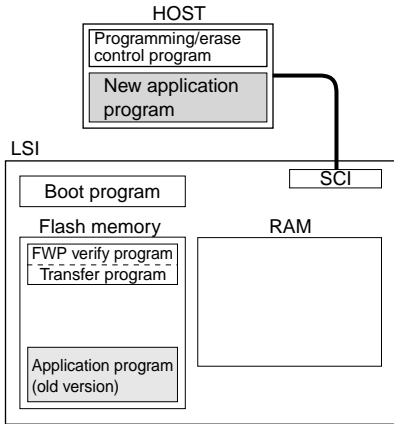 HOST
Programming/erase
control program
New application
program
LSI
SCI
Boot program
Flash memory
RAM
FWP verify program
Transfer program
Application program
(old version)